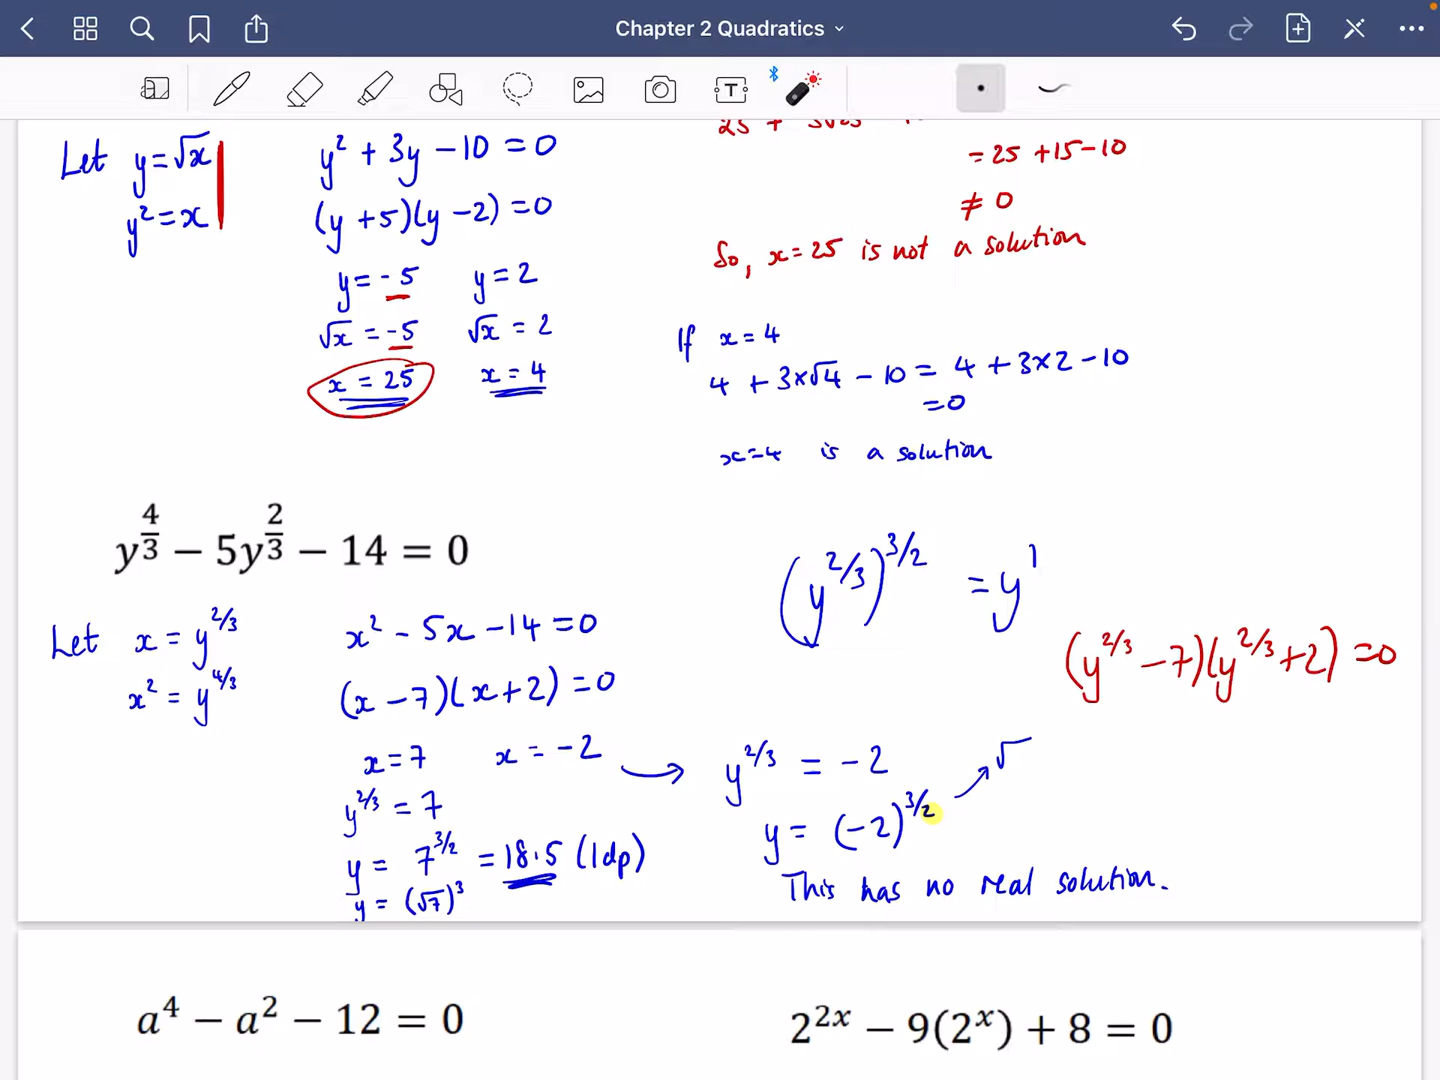 Chapter 2 Quadratics
Let y = √x
y² = x
y² + 3y − 10 = 0
(y + 5)(y − 2) = 0
y = −5 y = 2
√x = −5 √x = 2
x = 25 x = 4
= 25 + 15 − 10
≠ 0
So, x = 25 is not a solution
If x = 4
4 + 3×√4 − 10 = 4 + 3×2 − 10
= 0
x = 4 is a solution
y^{4/3} − 5y^{2/3} − 14 = 0
Let x = y^{2/3}
x² = y^{4/3}
x² − 5x − 14 = 0
(x − 7)(x + 2) = 0
x = 7 x = −2
y^{2/3} = 7
y = 7^{3/2} = 18.5 (1dp)
y = (√7)³
(y^{2/3})^{3/2} = y¹
(y^{2/3} − 7)(y^{2/3} + 2) = 0
y^{2/3} = −2
y = (−2)^{3/2} √
This has no real solution.
a⁴ − a² − 12 = 0
2^{2x} − 9(2^x) + 8 = 0